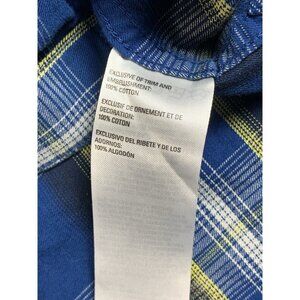 EXCLUSIVE OF TRIM AND
EMBELLISHMENT:
100% COTTON
EXCLUSIF DE ORNEMENT ET DE
DECORATION:
100% COTON
EXCLUSIVO DEL RIBETE Y DE LOS
ADORNOS:
100% ALGODÓN